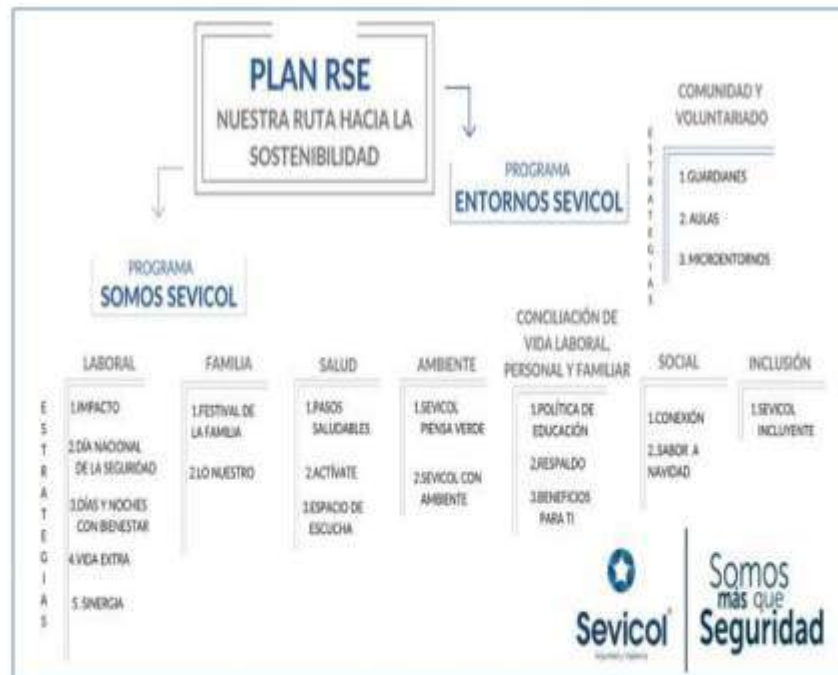 PLAN RSE
NUESTRA RUTA HACIA LA
SOSTENIBILIDAD
PROGRAMA
ENTORNOS SEVICOL
ESTRATEGIAS
COMUNIDAD Y
VOLUNTARIADO
1. GUARDIANES
2. AULAS
3. MICROENTORNOS
PROGRAMA
SOMOS SEVICOL
ESTRATEGIAS
LABORAL
1.IMPACTO
2.DÍA NACIONAL
DE LA SEGURIDAD
3.DÍAS Y NOCHES
CON BIENESTAR
4.VIDA EXTRA
5. SINERGIA
FAMILIA
1.FESTIVAL DE
LA FAMILIA
2.LO NUESTRO
SALUD
1.PASOS
SALUDABLES
2.ACTÍVATE
3.ESPACIO DE
ESCUCHA
AMBIENTE
1.SEVICOL
PIENSA VERDE
2.SEVICOL CON
AMBIENTE
CONCILIACIÓN DE
VIDA LABORAL,
PERSONAL Y FAMILIAR
1.POLÍTICA DE
EDUCACIÓN
2.RESPALDO
3.BENEFICIOS
PARA TI
SOCIAL
1.CONEXIÓN
2.SABOR A
NAVIDAD
INCLUSIÓN
1.SEVICOL
INCLUYENTE
Sevicol
Somos
más que
Seguridad